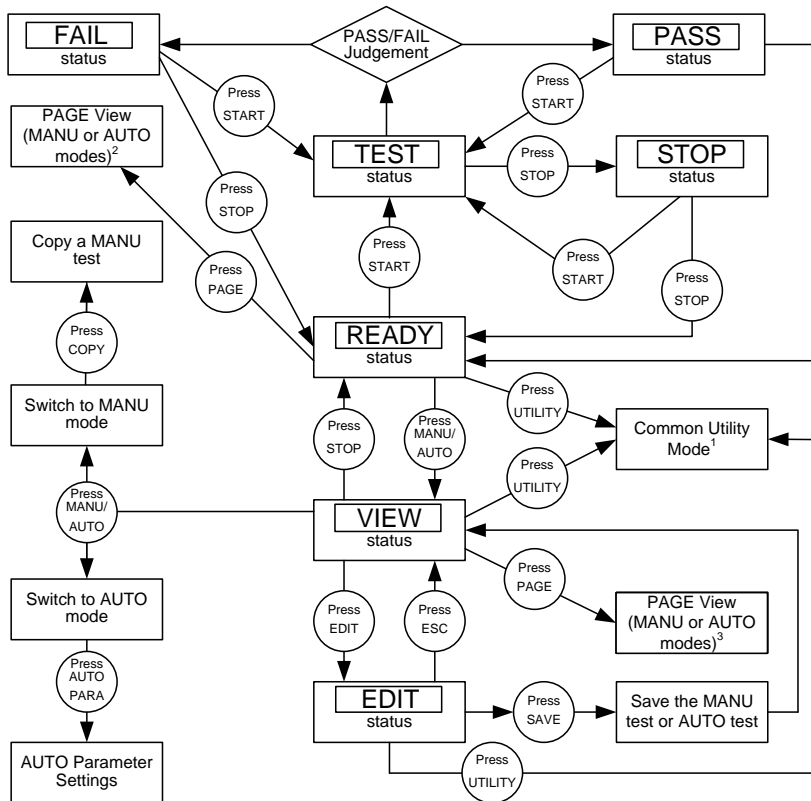 FAIL
status
PASS/FAIL
Judgement
PASS
status
Press
START
Press
START
PAGE View
(MANU or AUTO
modes)2
TEST
status
Press
STOP
STOP
status
Press
STOP
Copy a MANU
test
Press
START
Press
START
Press
PAGE
Press
STOP
READY
status
Press
COPY
Switch to MANU
mode
Press
STOP
Press
MANU/
AUTO
Press
UTILITY
Common Utility
Mode1
Press
UTILITY
Press
MANU/
AUTO
VIEW
status
Press
PAGE
Switch to AUTO
mode
Press
EDIT
Press
ESC
PAGE View
(MANU or AUTO
modes)3
Press
AUTO
PARA
EDIT
status
Press
SAVE
Save the MANU
test or AUTO test
AUTO Parameter
Settings
Press
UTILITY